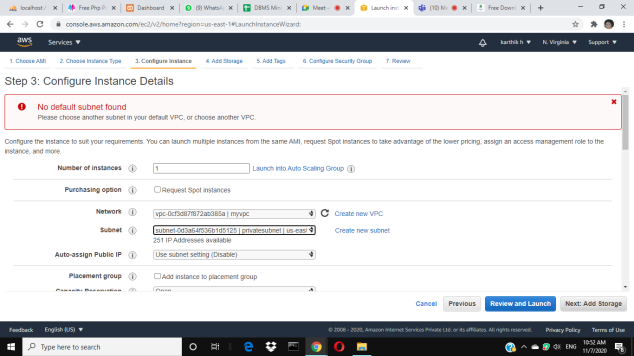 localhost /
Free Php P
Dashboard
(9) WhatsA
DBMS Mini
Meet –
Launch ins
(10) M
Free Downl
console.aws.amazon.com/ec2/v2/home?region=us-east-1#LaunchInstanceWizard:
aws Services karthik h N. Virginia Support
1. Choose AMI 2. Choose Instance Type 3. Configure Instance 4. Add Storage 5. Add Tags 6. Configure Security Group 7. Review
Step 3: Configure Instance Details
No default subnet found
Please choose another subnet in your default VPC, or choose another VPC.
Configure the instance to suit your requirements. You can launch multiple instances from the same AMI, request Spot instances to take advantage of the lower pricing, assign an access management role to the
instance, and more.
Number of instances 1 Launch into Auto Scaling Group
Purchasing option Request Spot instances
Network vpc-0cf3d87f872ab385a | myvpc Create new VPC
Subnet subnet-0d3a64f536b1d5125 | privatesubnet | us-eas Create new subnet
251 IP Addresses available
Auto-assign Public IP Use subnet setting (Disable)
Placement group Add instance to placement group
Capacity Reservation Open
Cancel Previous Review and Launch Next: Add Storage
Feedback English (US) © 2008 - 2020, Amazon Internet Services Private Ltd. or its affiliates. All rights reserved. Privacy Policy Terms of Use
Type here to search
ENG
10:52 AM
11/7/2020